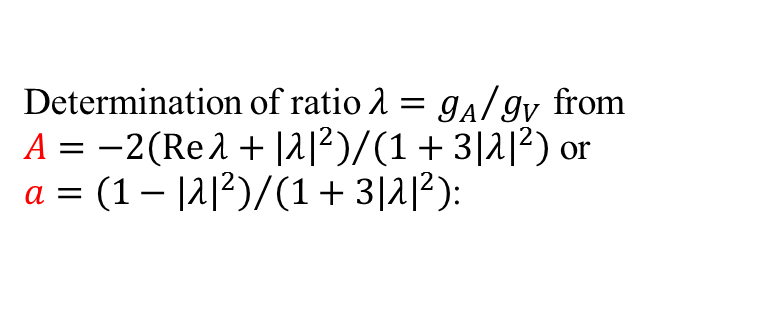 Determination of ratio λ = g_A/g_V from
A = −2(Re λ + |λ|²)/(1 + 3|λ|²) or
a = (1 − |λ|²)/(1 + 3|λ|²):